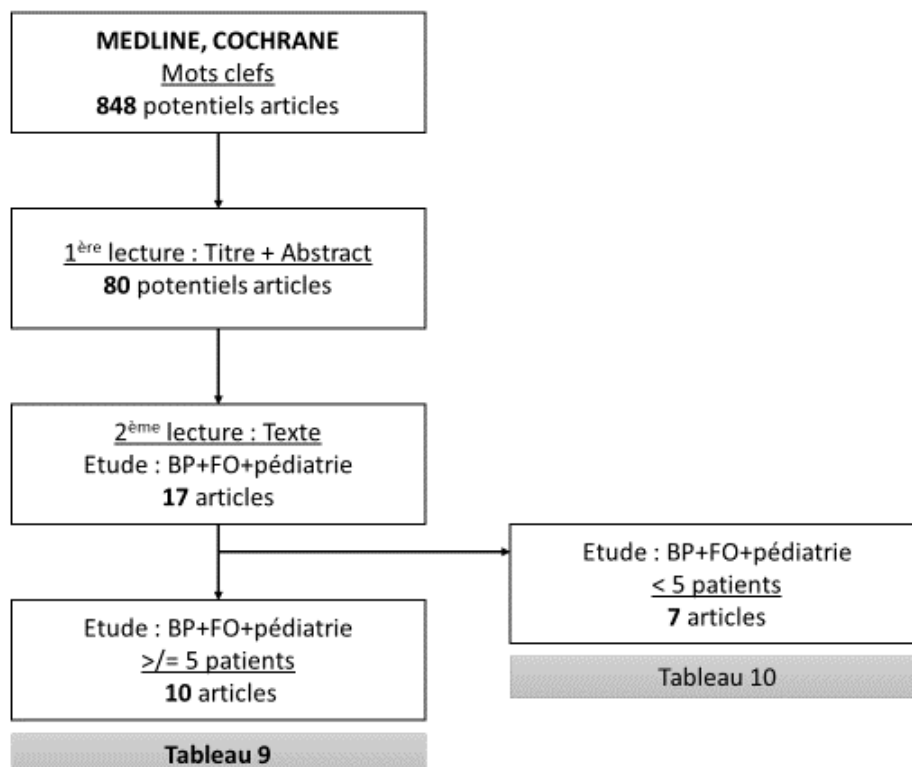 MEDLINE, COCHRANE
Mots clefs
848 potentiels articles
1ère lecture : Titre + Abstract
80 potentiels articles
2ème lecture : Texte
Etude : BP+FO+pédiatrie
17 articles
Etude : BP+FO+pédiatrie
< 5 patients
7 articles
Tableau 10
Etude : BP+FO+pédiatrie
>/= 5 patients
10 articles
Tableau 9